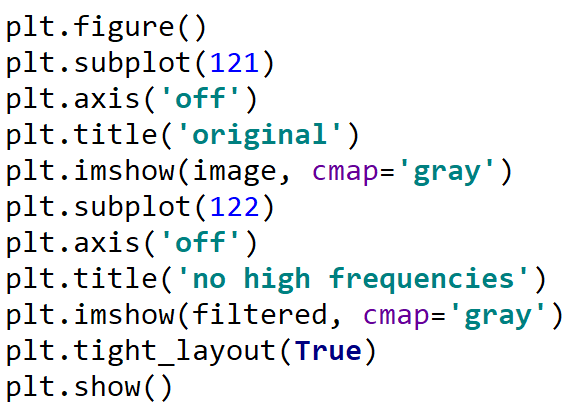 plt.figure()
plt.subplot(121)
plt.axis('off')
plt.title('original')
plt.imshow(image, cmap='gray')
plt.subplot(122)
plt.axis('off')
plt.title('no high frequencies')
plt.imshow(filtered, cmap='gray')
plt.tight_layout(True)
plt.show()